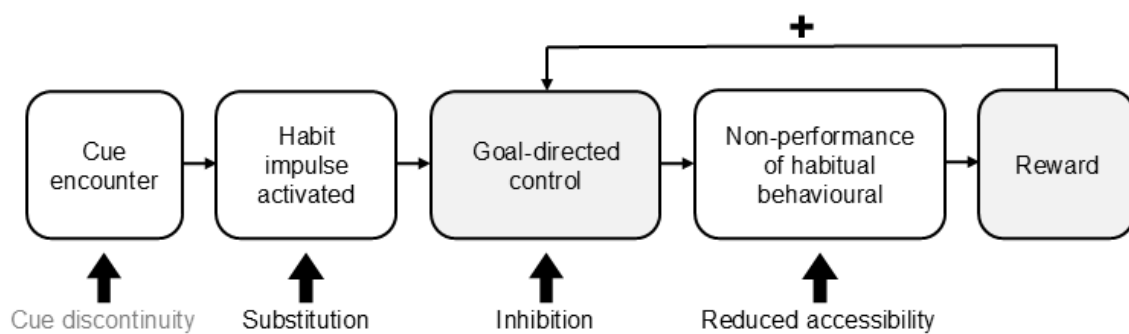 +
Cue
encounter
Habit
impulse
activated
Goal-directed
control
Non-performance
of habitual
behavioural
Reward
Cue discontinuity
Substitution
Inhibition
Reduced accessibility